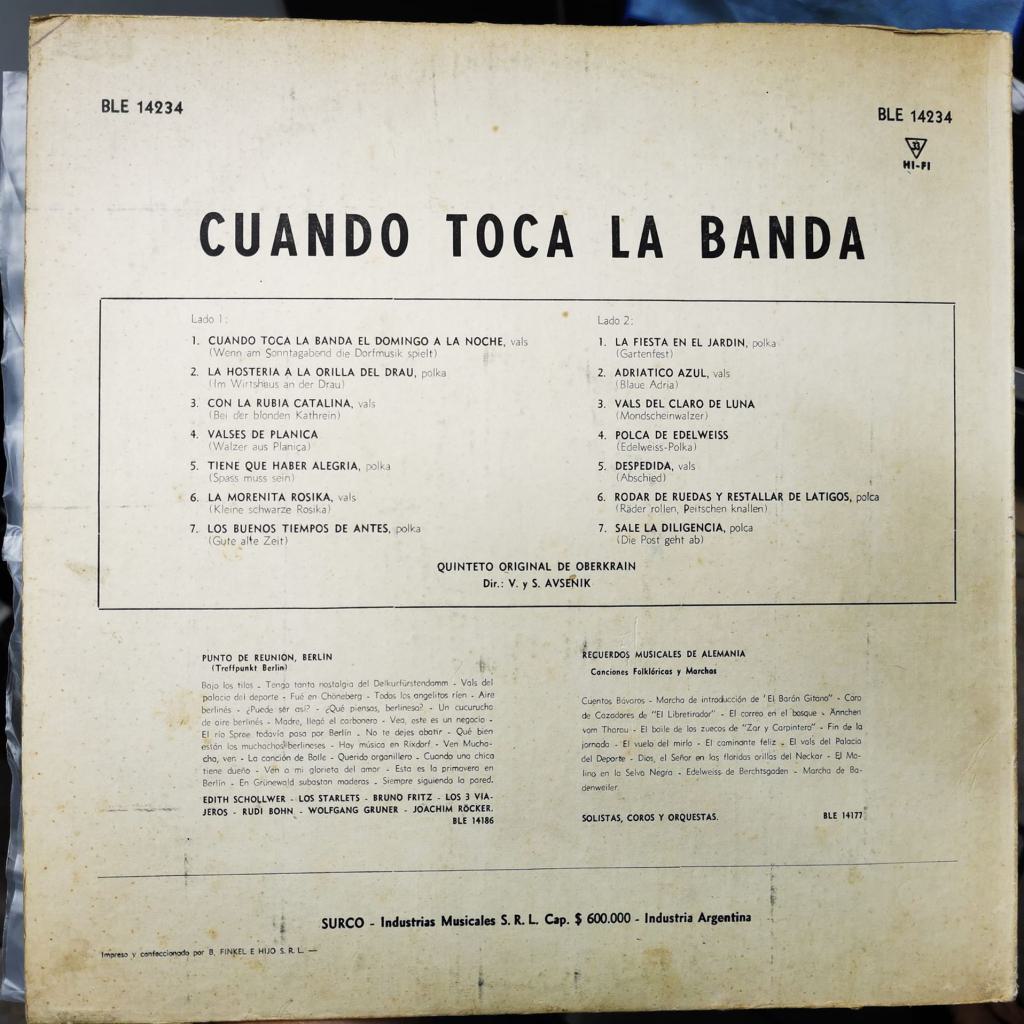 BLE 14234
BLE 14234
33
HI-FI
CUANDO TOCA LA BANDA
Lado 1:
1. CUANDO TOCA LA BANDA EL DOMINGO A LA NOCHE, vals
(Wenn am Sonntagabend die Dorfmusik spielt)
2. LA HOSTERIA A LA ORILLA DEL DRAU, polka
(Im Wirtshaus an der Drau)
3. CON LA RUBIA CATALINA, vals
(Bei der blonden Kathrein)
4. VALSES DE PLANICA
(Walzer aus Planica)
5. TIENE QUE HABER ALEGRIA, polka
(Spass muss sein)
6. LA MORENITA ROSIKA, vals
(Kleine schwarze Rosika)
7. LOS BUENOS TIEMPOS DE ANTES, polka
(Gute alte Zeit)
Lado 2:
1. LA FIESTA EN EL JARDIN, polka
(Gartenfest)
2. ADRIATICO AZUL, vals
(Blaue Adria)
3. VALS DEL CLARO DE LUNA
(Mondscheinwalzer)
4. POLCA DE EDELWEISS
(Edelweiss-Polka)
5. DESPEDIDA, vals
(Abschied)
6. RODAR DE RUEDAS Y RESTALLAR DE LATIGOS, polca
(Räder rollen, Peitschen knallen)
7. SALE LA DILIGENCIA, polca
(Die Post geht ab)
QUINTETO ORIGINAL DE OBERKRAIN
Dir.: V. y S. AVSENIK
PUNTO DE REUNION, BERLIN
(Treffpunkt Berlin)
Bajo los tilos - Tengo tanta nostalgia del Delkurfürstendamm - Vals del
palacio del deporte - Fué en Chöneberg - Todos los angelitos ríen - Aire
berlinés - ¿Puede ser así? - ¿Qué piensas, berlinesa? - Un cucurucho
de aire berlinés - Madre, llegó el carbonero - Vea, este es un negocio -
El río Spree todavía pasa por Berlín - No te dejes abatir - Qué bien
están los muchachos berlineses - Hay música en Rixdorf - Ven Mucha-
cha, ven - La canción de Bolle - Querido organillero - Cuando una chica
tiene dueño - Ven a mi glorieta del amor - Esta es la primavera en
Berlín - En Grünewald subastan maderas - Siempre siguiendo la pared.
EDITH SCHOLLWER - LOS STARLETS - BRUNO FRITZ - LOS 3 VIA-
JEROS - RUDI BOHN - WOLFGANG GRUNER - JOACHIM RÖCKER.
BLE 14186
RECUERDOS MUSICALES DE ALEMANIA
Canciones Folklóricas y Marchas
Cuentos Bávaros - Marcha de introducción de "El Barón Gitano" - Coro
de Cazadores de "El Libretirador" - El correo en el bosque - Ännchen
vom Tharau - El baile de los zuecos de "Zar y Carpintero" - Fin de la
jornada - El vuelo del mirlo - El caminante feliz - El vals del Palacio
del Deporte - Dios, el Señor en las floridas orillas del Neckar - El Mo-
lino en la Selva Negra - Edelweiss de Berchtsgaden - Marcha de Ba-
denweiler.
SOLISTAS, COROS Y ORQUESTAS. BLE 14177
SURCO - Industrias Musicales S. R. L. Cap. $ 600.000 - Industria Argentina
Impreso y confeccionado por B. FINKEL E HIJO S. R. L. —